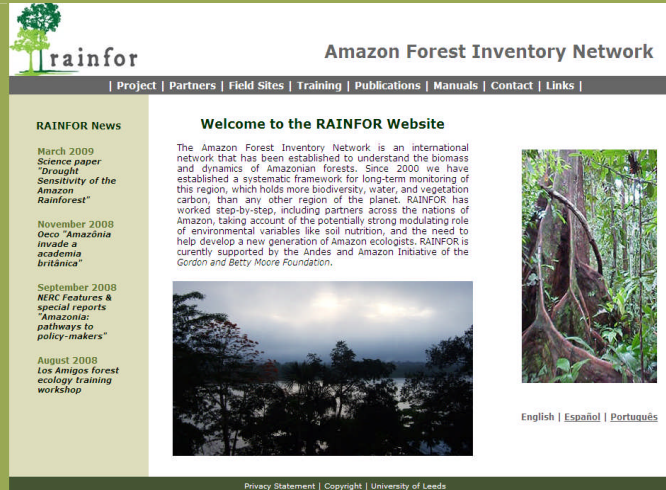 rainfor
Amazon Forest Inventory Network
| Project | Partners | Field Sites | Training | Publications | Manuals | Contact | Links |
RAINFOR News
March 2009
Science paper
"Drought
Sensitivity of the
Amazon
Rainforest"
November 2008
Oeco "Amazônia
invade a
academia
britânica"
September 2008
NERC Features &
special reports
"Amazonia:
pathways to
policy-makers"
August 2008
Los Amigos forest
ecology training
workshop
Welcome to the RAINFOR Website
The Amazon Forest Inventory Network is an international
network that has been established to understand the biomass
and dynamics of Amazonian forests. Since 2000 we have
established a systematic framework for long-term monitoring of
this region, which holds more biodiversity, water, and vegetation
carbon, than any other region of the planet. RAINFOR has
worked step-by-step, including partners across the nations of
Amazon, taking account of the potentially strong modulating role
of environmental variables like soil nutrition, and the need to
help develop a new generation of Amazon ecologists. RAINFOR is
curently supported by the Andes and Amazon Initiative of the
Gordon and Betty Moore Foundation.
English | Español | Português
Privacy Statement | Copyright | University of Leeds